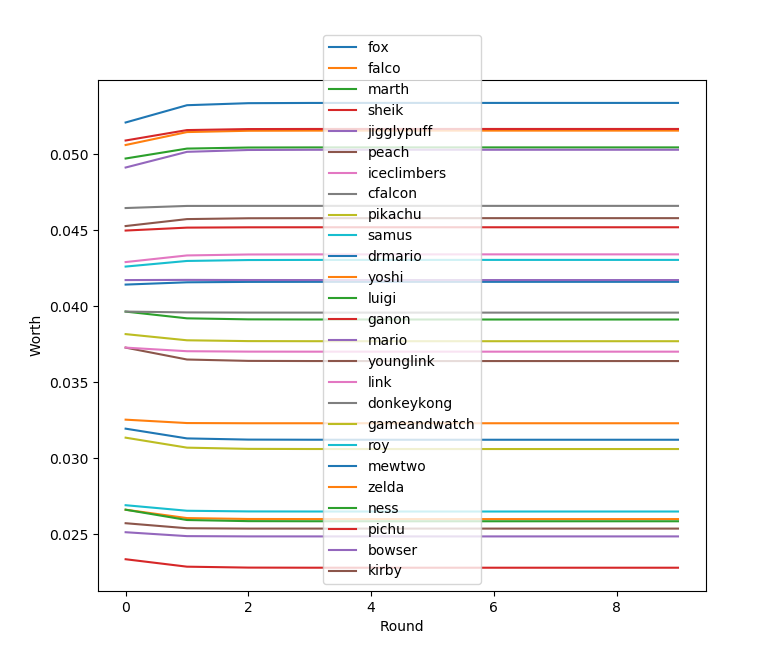 fox
falco
marth
sheik
jigglypuff
peach
iceclimbers
cfalcon
pikachu
samus
drmario
yoshi
luigi
ganon
mario
younglink
link
donkeykong
gameandwatch
roy
mewtwo
zelda
ness
pichu
bowser
kirby
0.050
0.045
0.040
0.035
0.030
0.025
Worth
0 2 4 6 8
Round